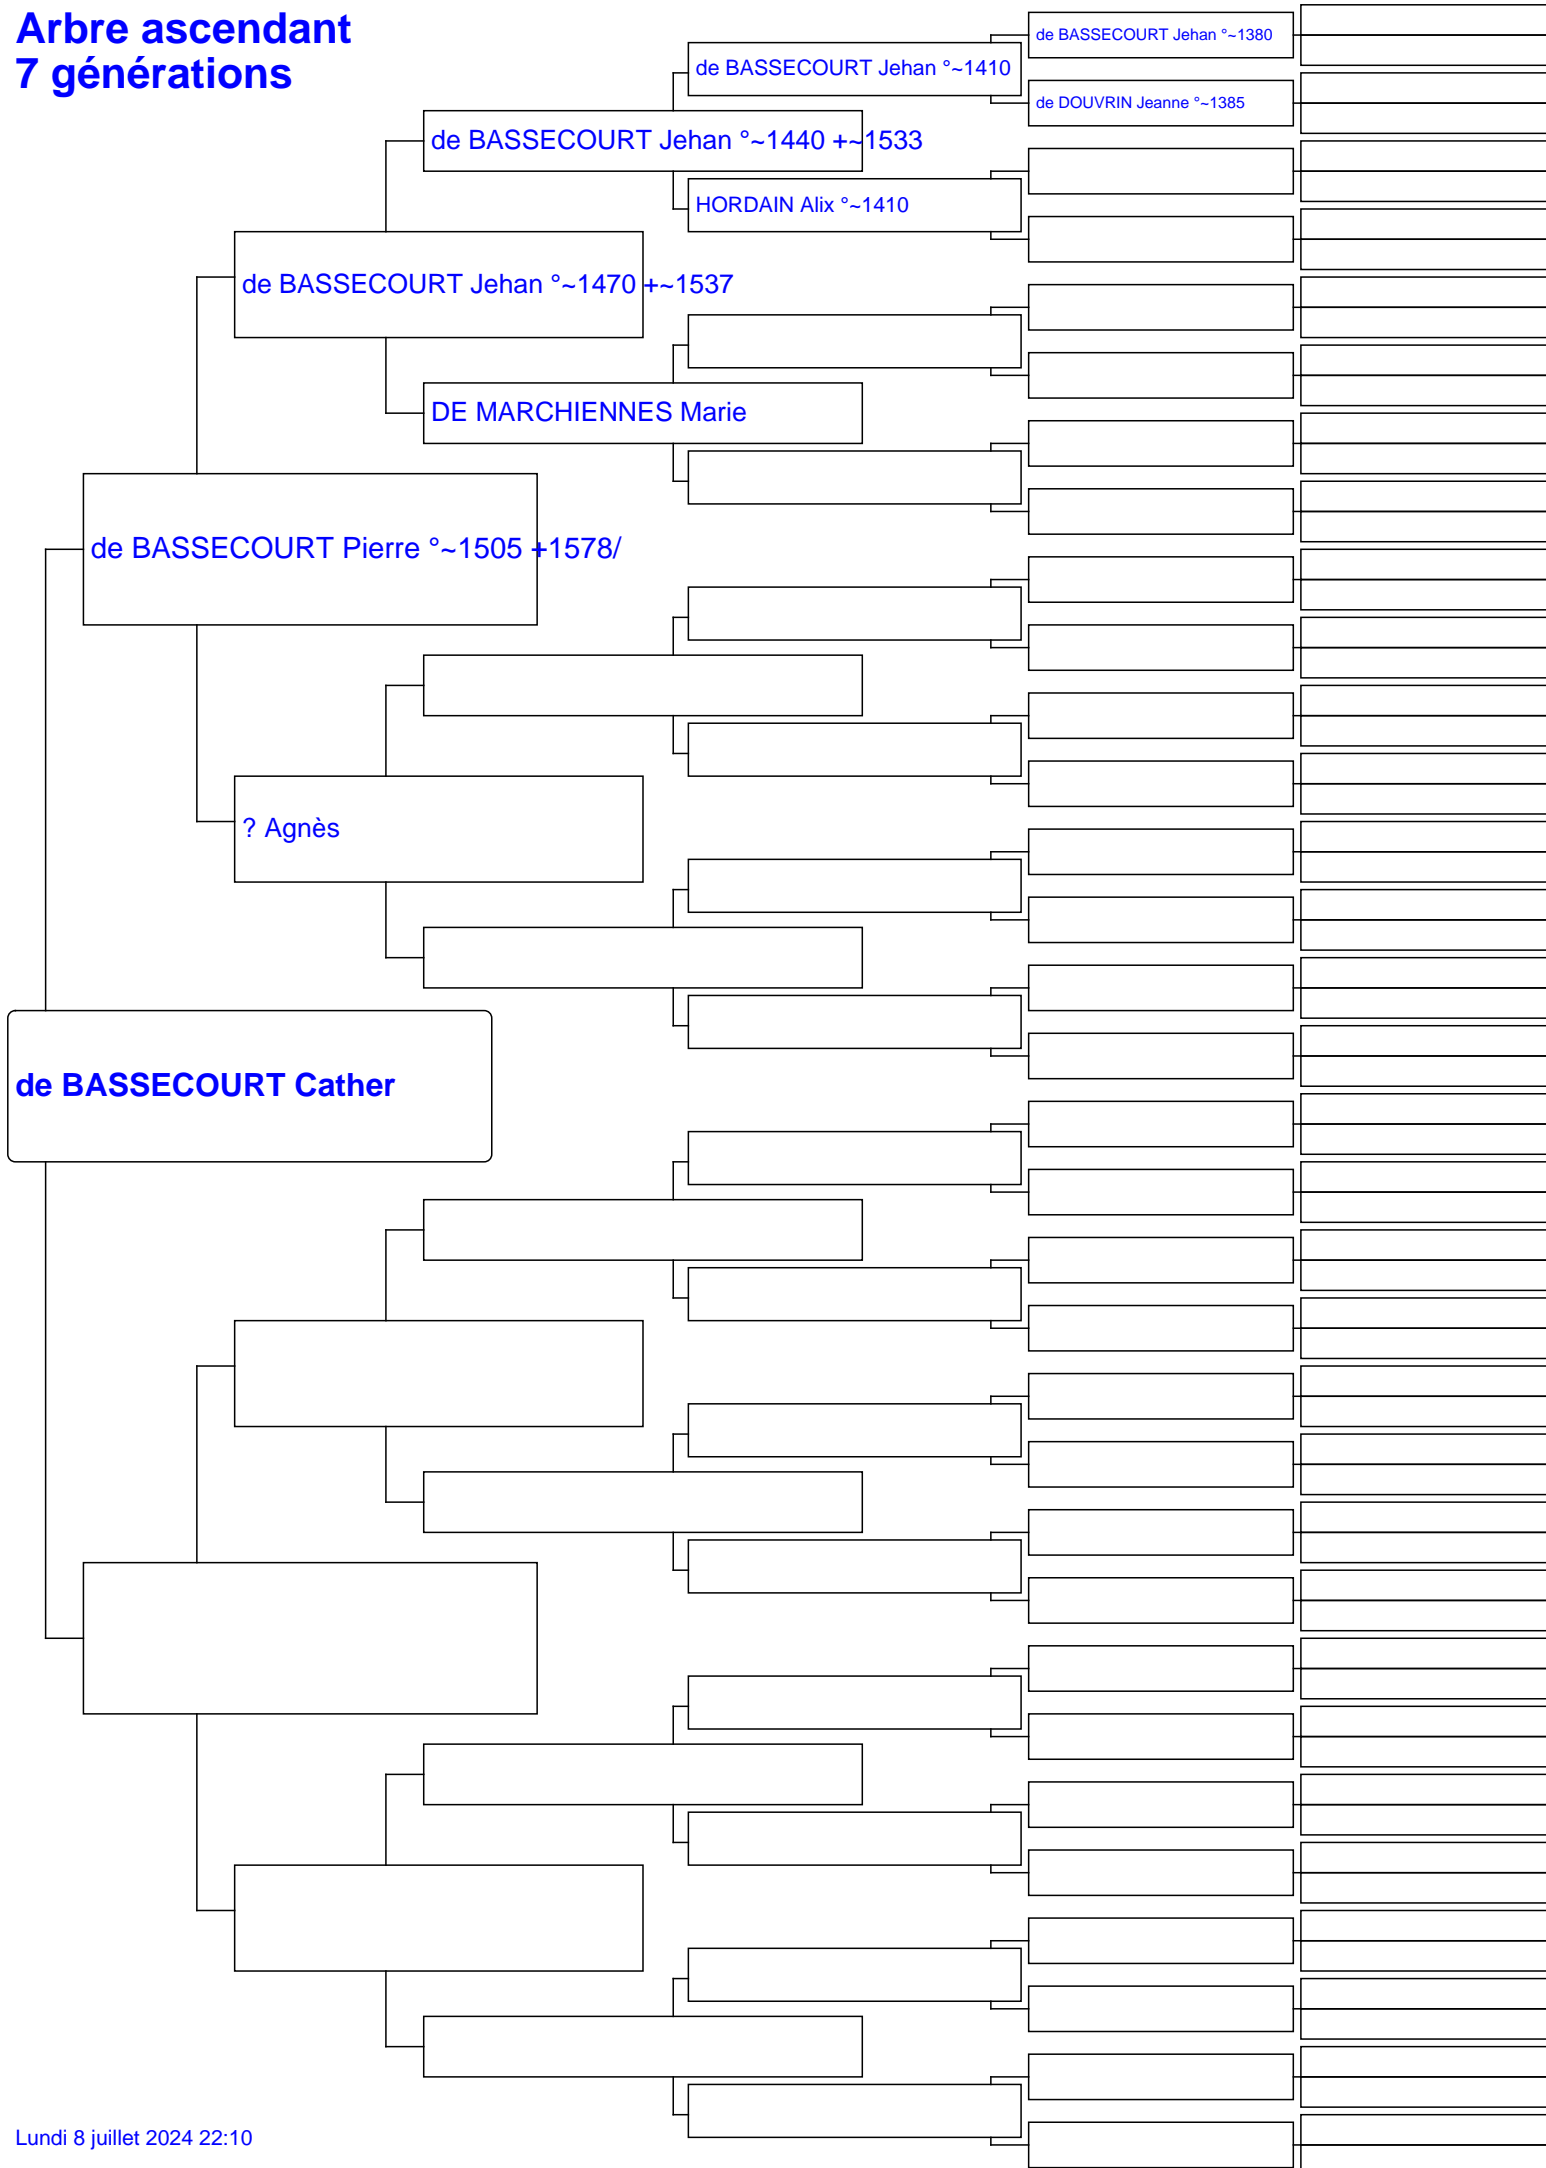 Arbre ascendant
7 générations
de BASSECOURT Jehan °~1380
de BASSECOURT Jehan °~1410
de DOUVRIN Jeanne °~1385
de BASSECOURT Jehan °~1440 +~1533
HORDAIN Alix °~1410
de BASSECOURT Jehan °~1470 +~1537
DE MARCHIENNES Marie
de BASSECOURT Pierre °~1505 +1578/
? Agnès
de BASSECOURT Cather
Lundi 8 juillet 2024 22:10